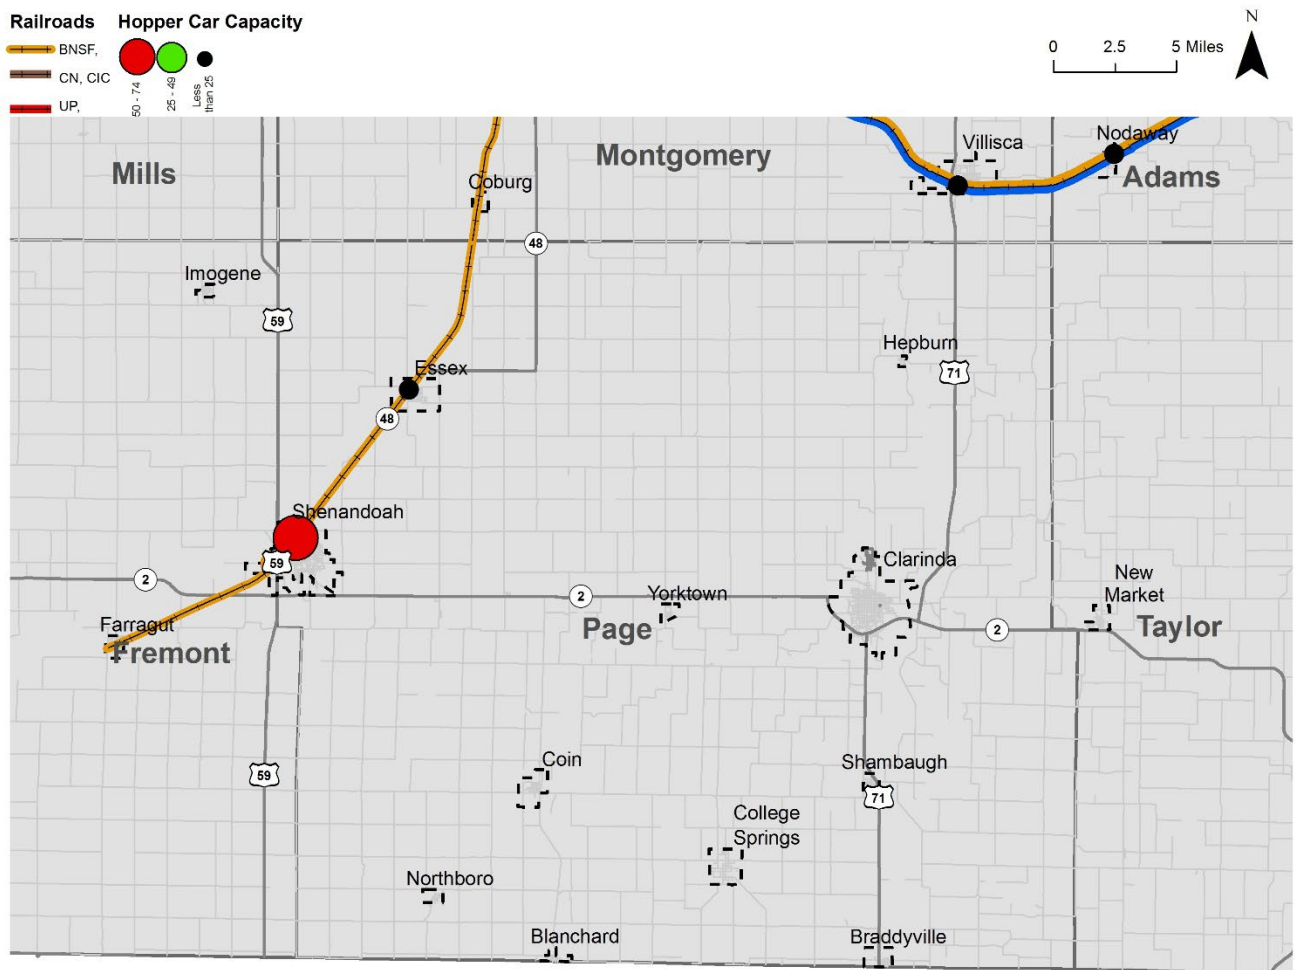 Railroads
Hopper Car Capacity
BNSF,
CN, CIC
UP,
50 - 74
25 - 49
Less
than 25
0 2.5 5 Miles
N
Mills
Montgomery
Adams
Villisca
Nodaway
Coburg
48
Imogene
59
Hepburn
71
Essex
48
Shenandoah
59
2
Clarinda
New
Market
Yorktown
2
Page
2
Taylor
Farragut
Fremont
Coin
59
Shambaugh
71
College
Springs
Northboro
Blanchard
Braddyville